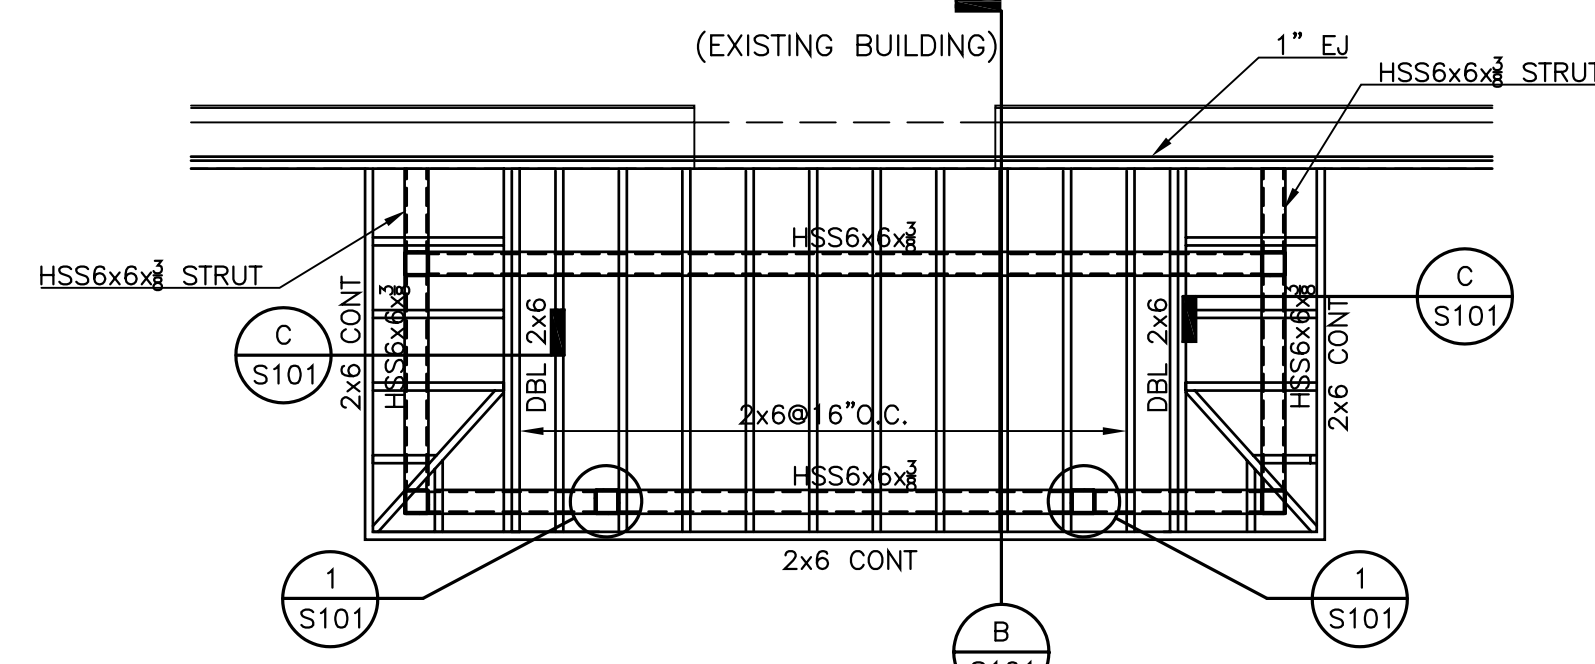 (EXISTING BUILDING)
1" EJ
HSS6x6x3/8 STRUT
HSS6x6x3/8
HSS6x6x3/8 STRUT
2x6 CONT
HSS6x6x3/8
DBL 2x6
DBL 2x6
HSS6x6x3/8
2x6 CONT
C
S101
C
S101
2x6@16"O.C.
HSS6x6x3/8
2x6 CONT
1
S101
1
S101
B